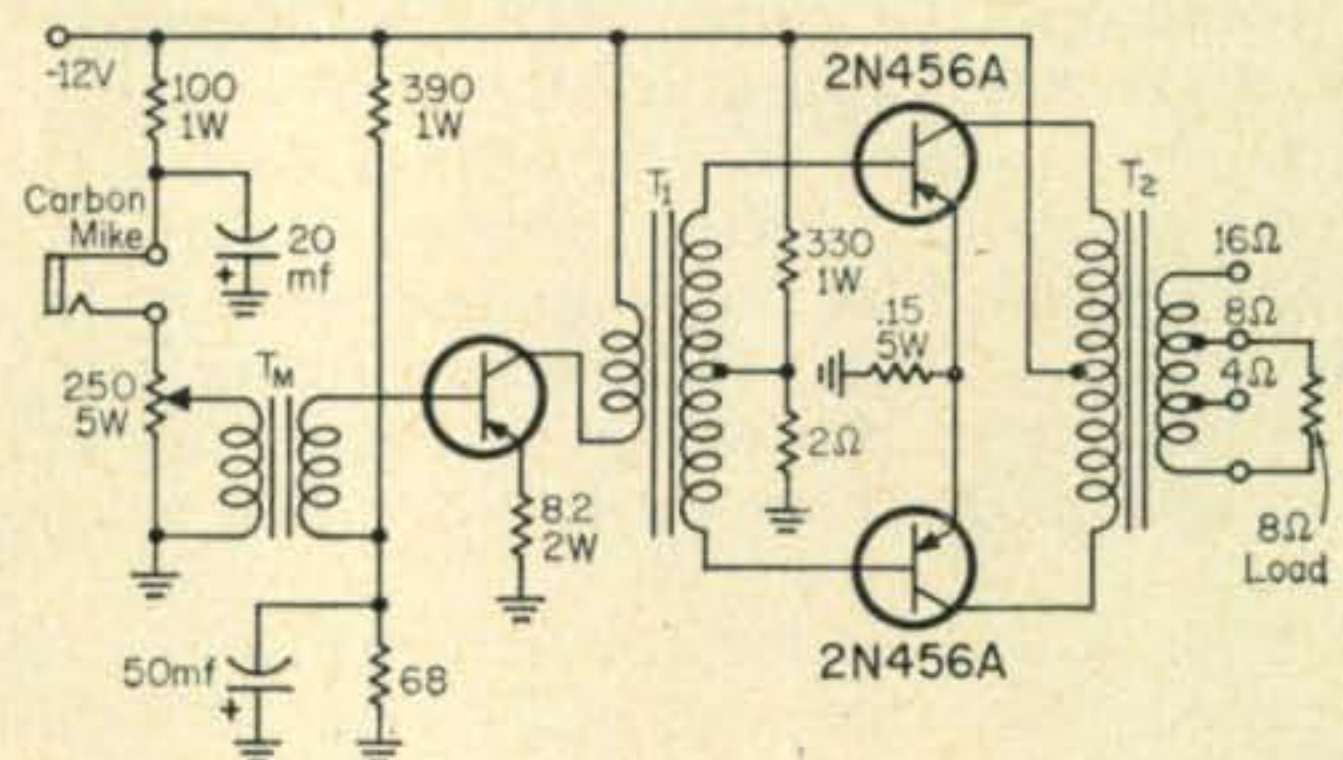 -12V
100
1W
390
1W
2N456A
Carbon
Mike
20
mf
+
T1
T2
330
1W
16Ω
8Ω
4Ω
.15
5W
250
5W
TM
2Ω
8.2
2W
8Ω
Load
50mf
+
68
2N456A